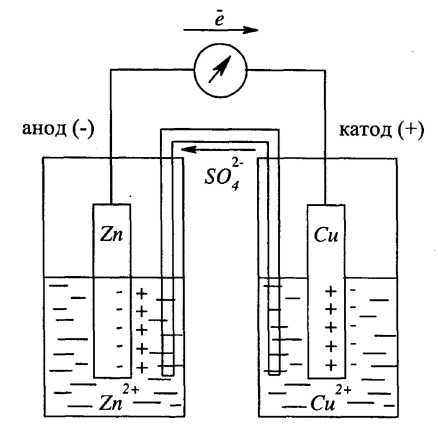 ē
анод (-)
катод (+)
SO₄²⁻
Zn
Cu
- +
- +
- +
- +
- +
+ -
+ -
+ -
+ -
+ -
Zn²⁺
Cu²⁺